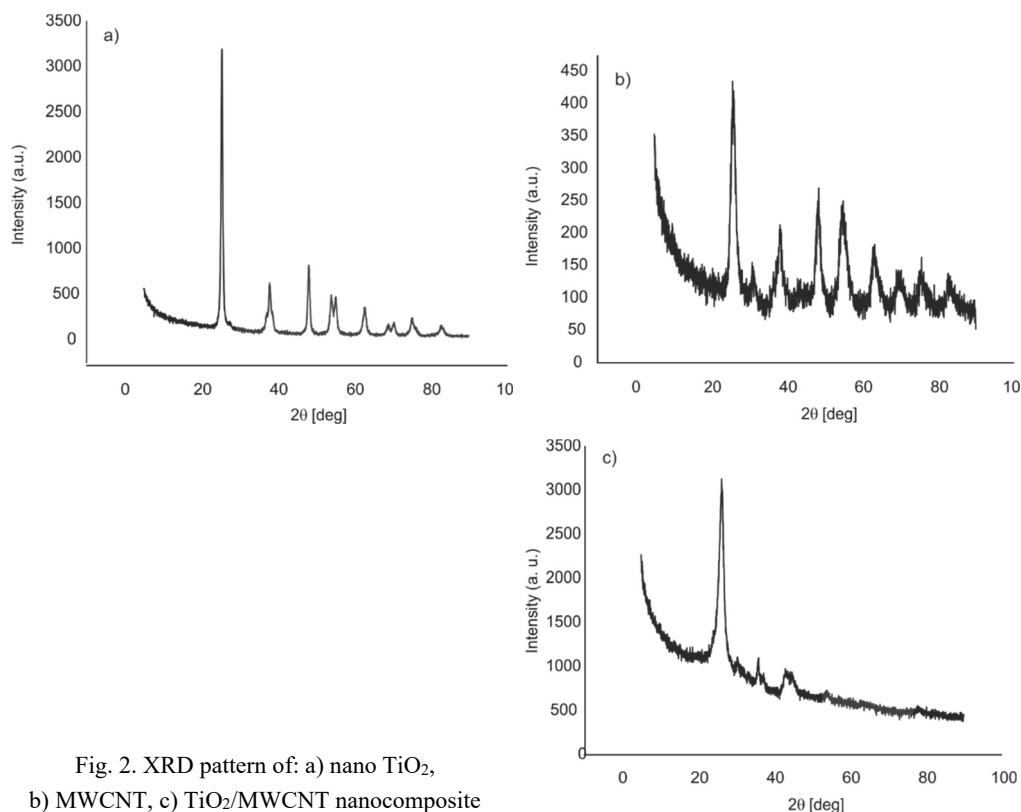 a)
3500
3000
2500
2000
1500
1000
500
0
Intensity (a.u.)
0 20 40 60 80 10
2θ [deg]
b)
450
400
350
300
250
200
150
100
50
0
Intensity (a.u.)
0 20 40 60 80 10
2θ [deg]
c)
3500
3000
2500
2000
1500
1000
500
0
Intensity (a. u.)
0 20 40 60 80 100
2θ [deg]
Fig. 2. XRD pattern of: a) nano TiO₂,
b) MWCNT, c) TiO₂/MWCNT nanocomposite